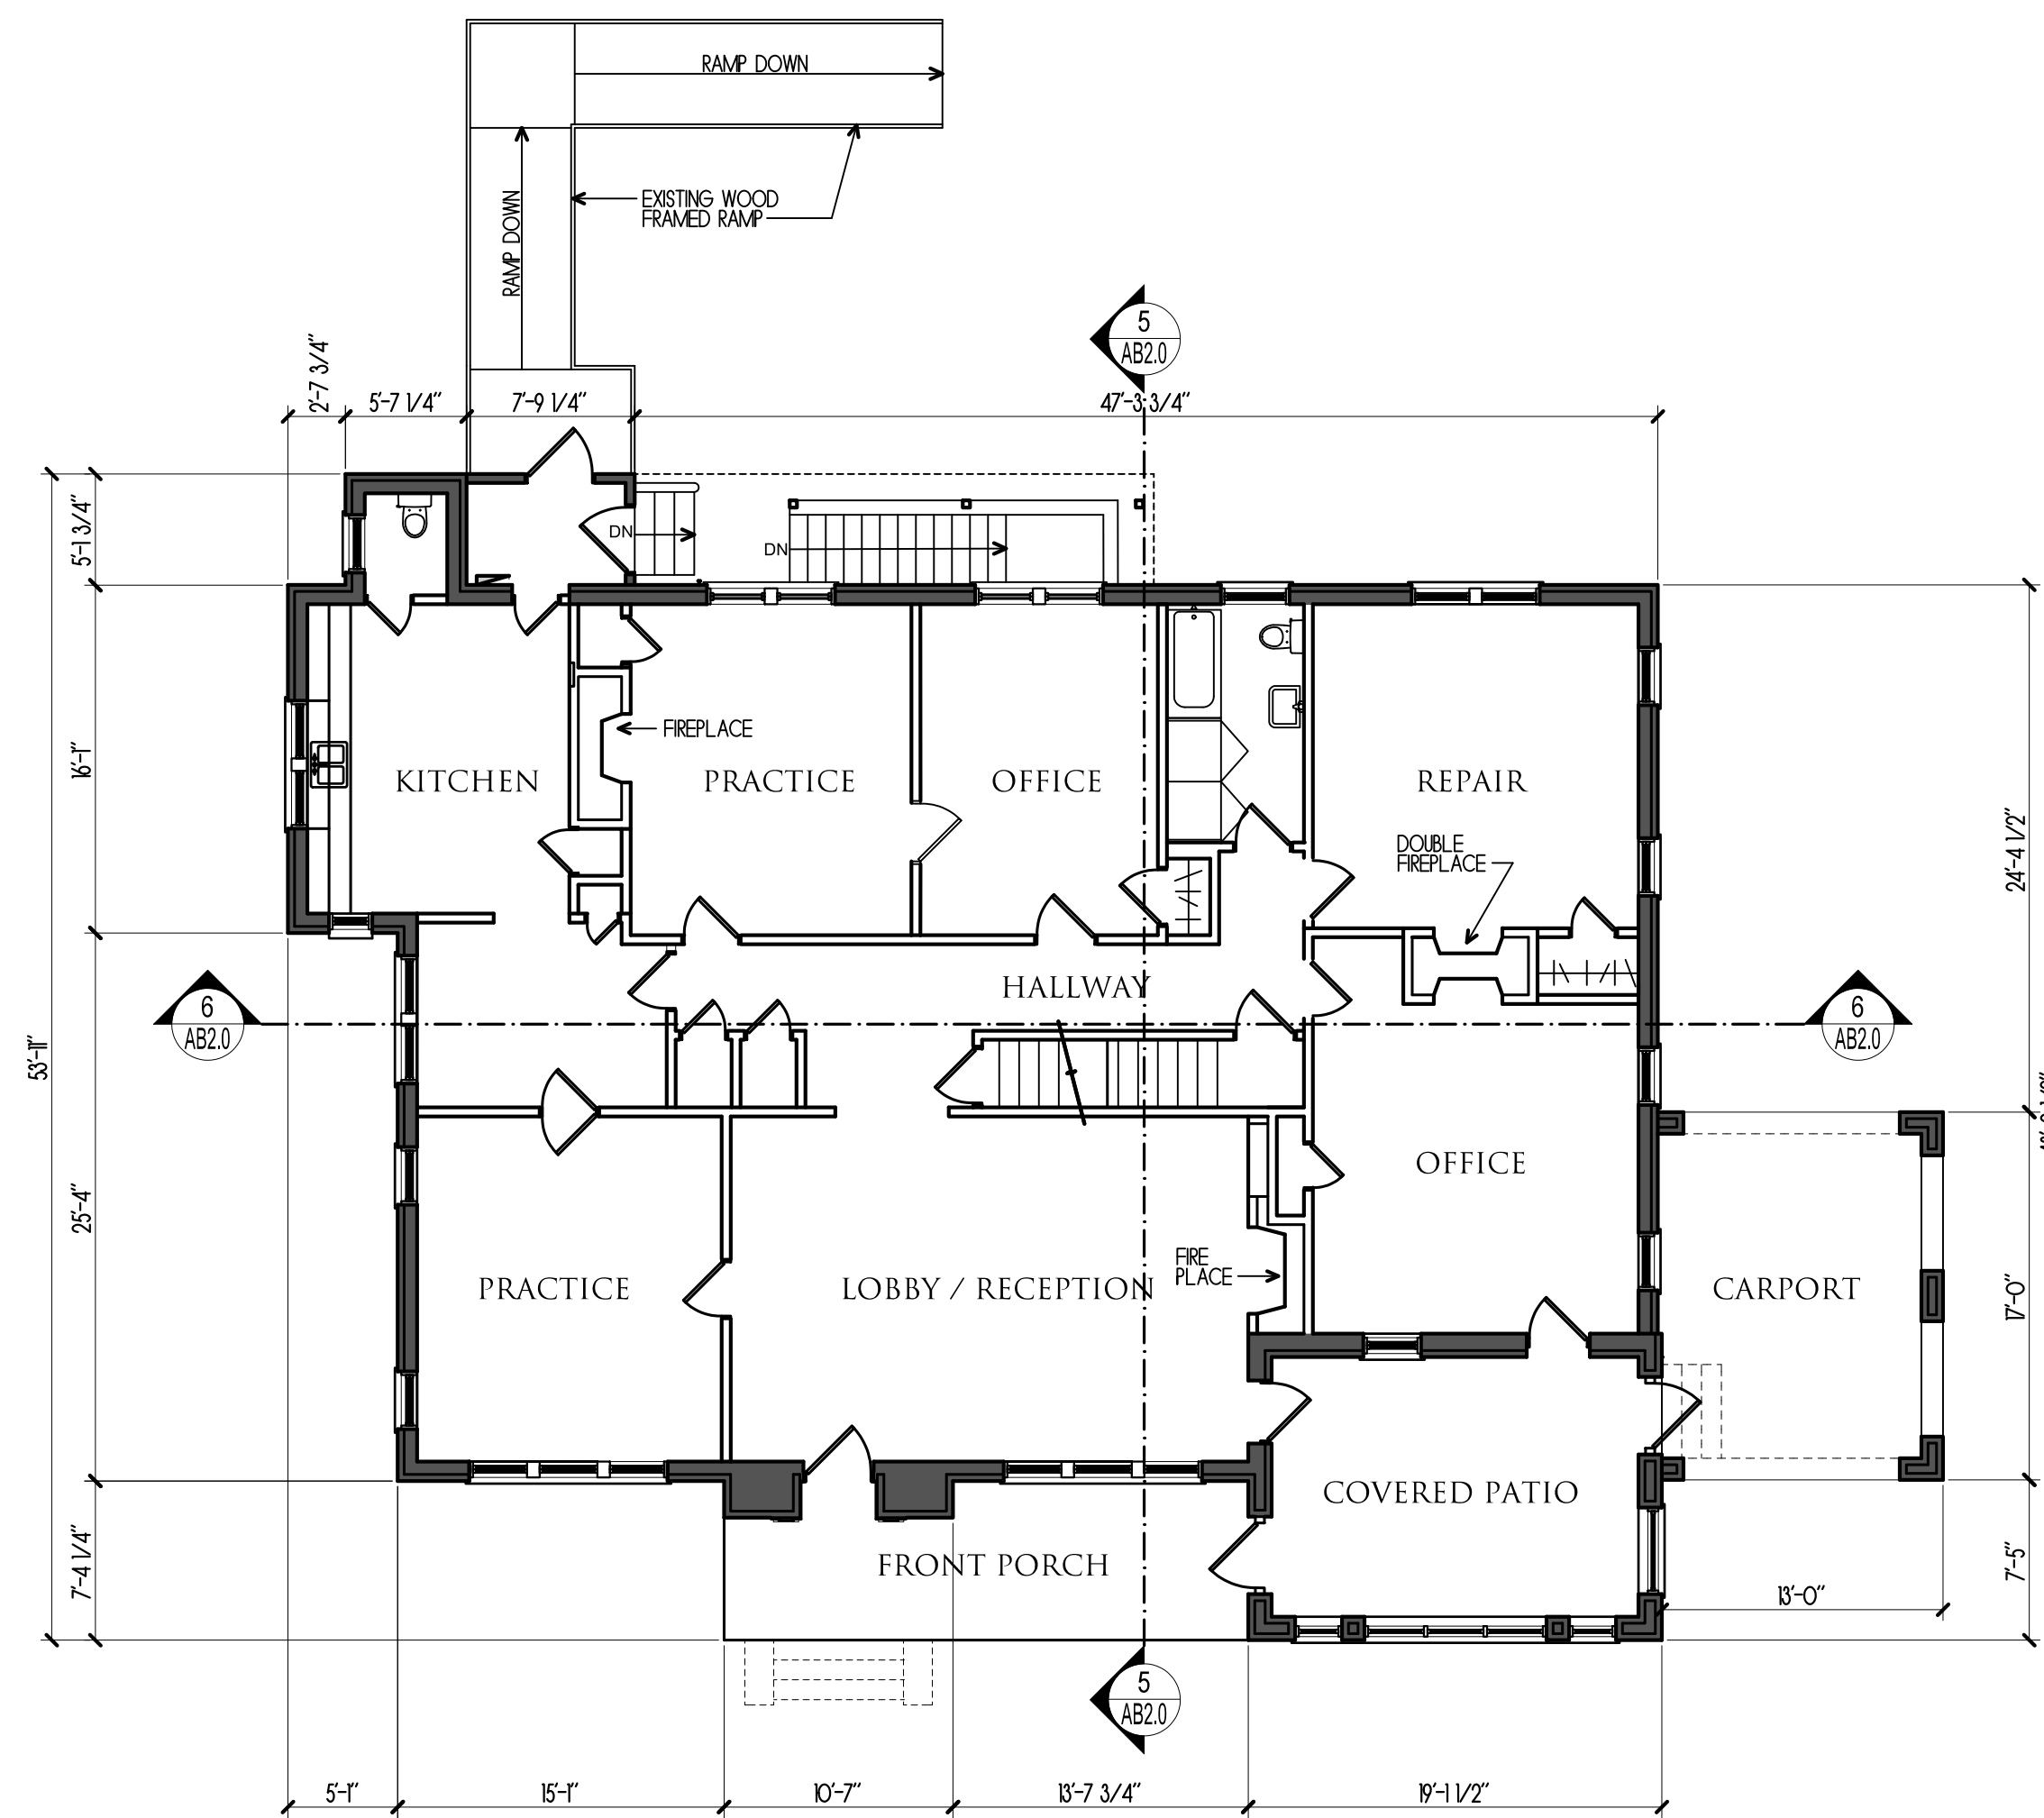 RAMP DOWN
RAMP DOWN
EXISTING WOOD
FRAMED RAMP
5
AB2.0
2'-7 3/4"
5'-7 1/4"
7'-9 1/4"
47'-3 3/4"
5'-1 3/4"
DN
DN
16'-1"
FIREPLACE
KITCHEN
PRACTICE
OFFICE
REPAIR
DOUBLE
FIREPLACE
24'-4 1/2"
HALLWAY
6
AB2.0
6
AB2.0
53'-11"
25'-4"
OFFICE
PRACTICE
LOBBY / RECEPTION
FIRE
PLACE
CARPORT
17'-0"
COVERED PATIO
FRONT PORCH
7'-4 1/4"
7'-5"
13'-0"
5
AB2.0
5'-1"
15'-1"
10'-7"
13'-7 3/4"
19'-1 1/2"